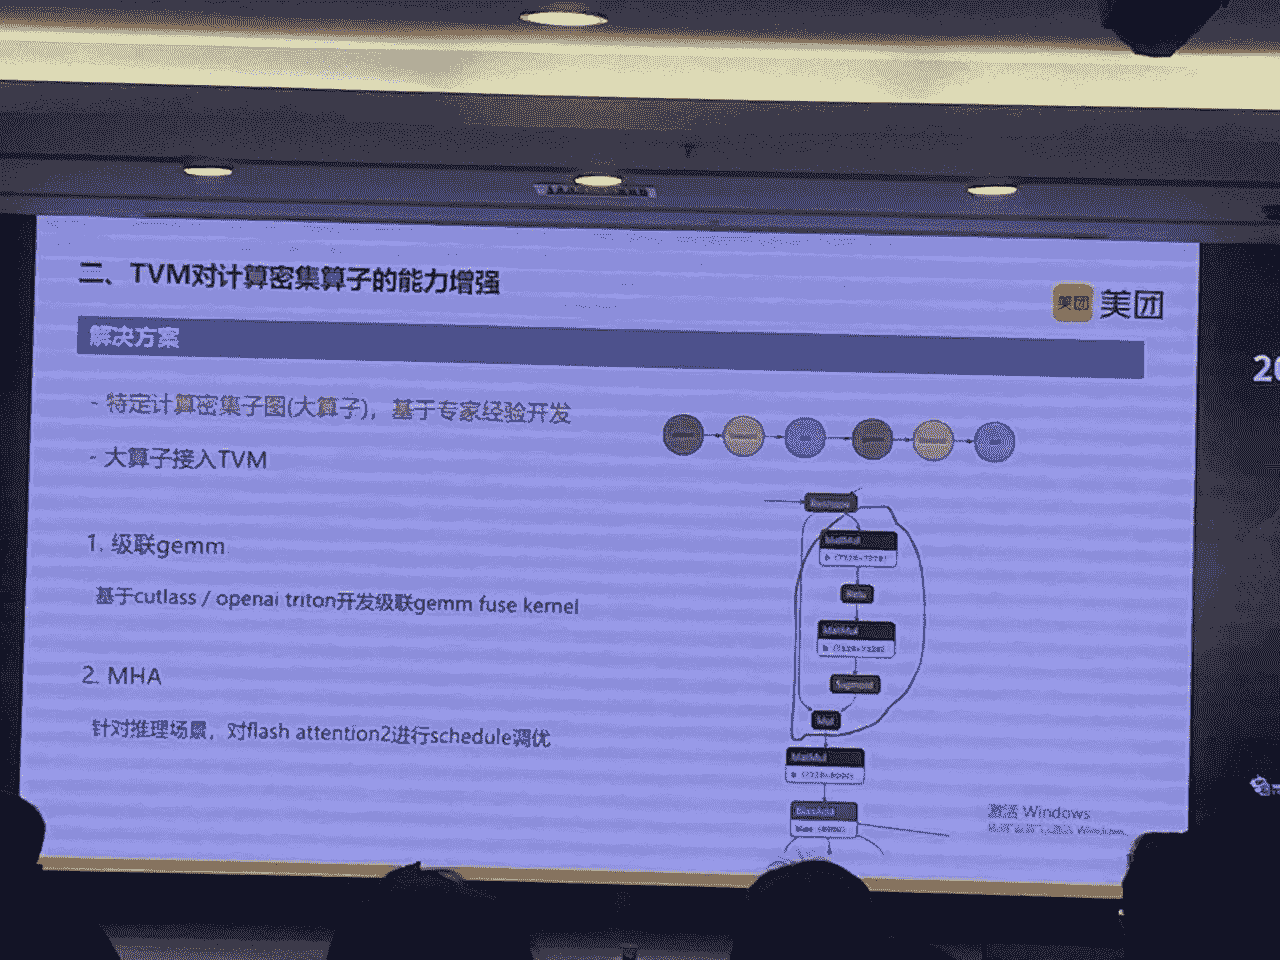 二、TVM对计算密集算子的能力增强
美团 美团
解决方案
20
- 特定计算密集子图(大算子)，基于专家经验开发
- 大算子接入TVM
1. 级联gemm
基于cutlass / openai triton开发级联gemm fuse kernel
2. MHA
针对推理场景，对flash attention2进行schedule调优
MatMul
MatMul
Mul
MatMul
激活 Windows